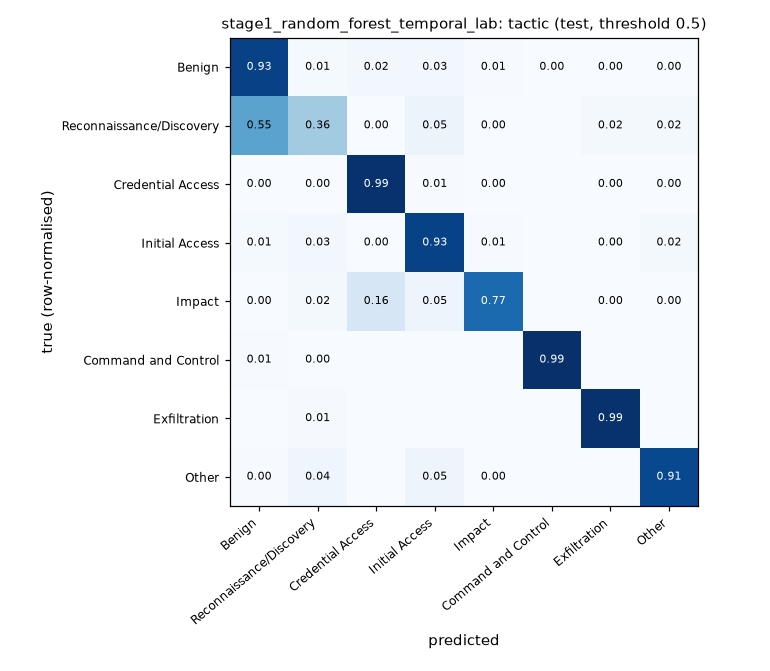 stage1_random_forest_temporal_lab: tactic (test, threshold 0.5)
Benign 0.93 0.01 0.02 0.03 0.01 0.00 0.00 0.00
Reconnaissance/Discovery 0.55 0.36 0.00 0.05 0.00 0.02 0.02
Credential Access 0.00 0.00 0.99 0.01 0.00 0.00 0.00
Initial Access 0.01 0.03 0.00 0.93 0.01 0.00 0.02
Impact 0.00 0.02 0.16 0.05 0.77 0.00 0.00
Command and Control 0.01 0.00 0.99
Exfiltration 0.01 0.99
Other 0.00 0.04 0.05 0.00 0.91
true (row-normalised)
Benign
Reconnaissance/Discovery
Credential Access
Initial Access
Impact
Command and Control
Exfiltration
Other
predicted